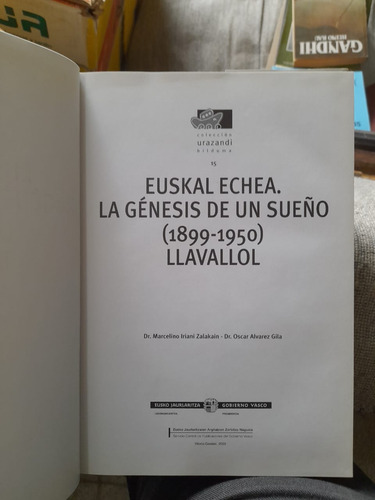 GANDHI
colección
urazandi
bilduma
15
EUSKAL ECHEA.
LA GÉNESIS DE UN SUEÑO
(1899-1950)
LLAVALLOL
Dr. Marcelino Iriani Zalakain - Dr. Oscar Alvarez Gila
EUSKO JAURLARITZA
GOBIERNO VASCO